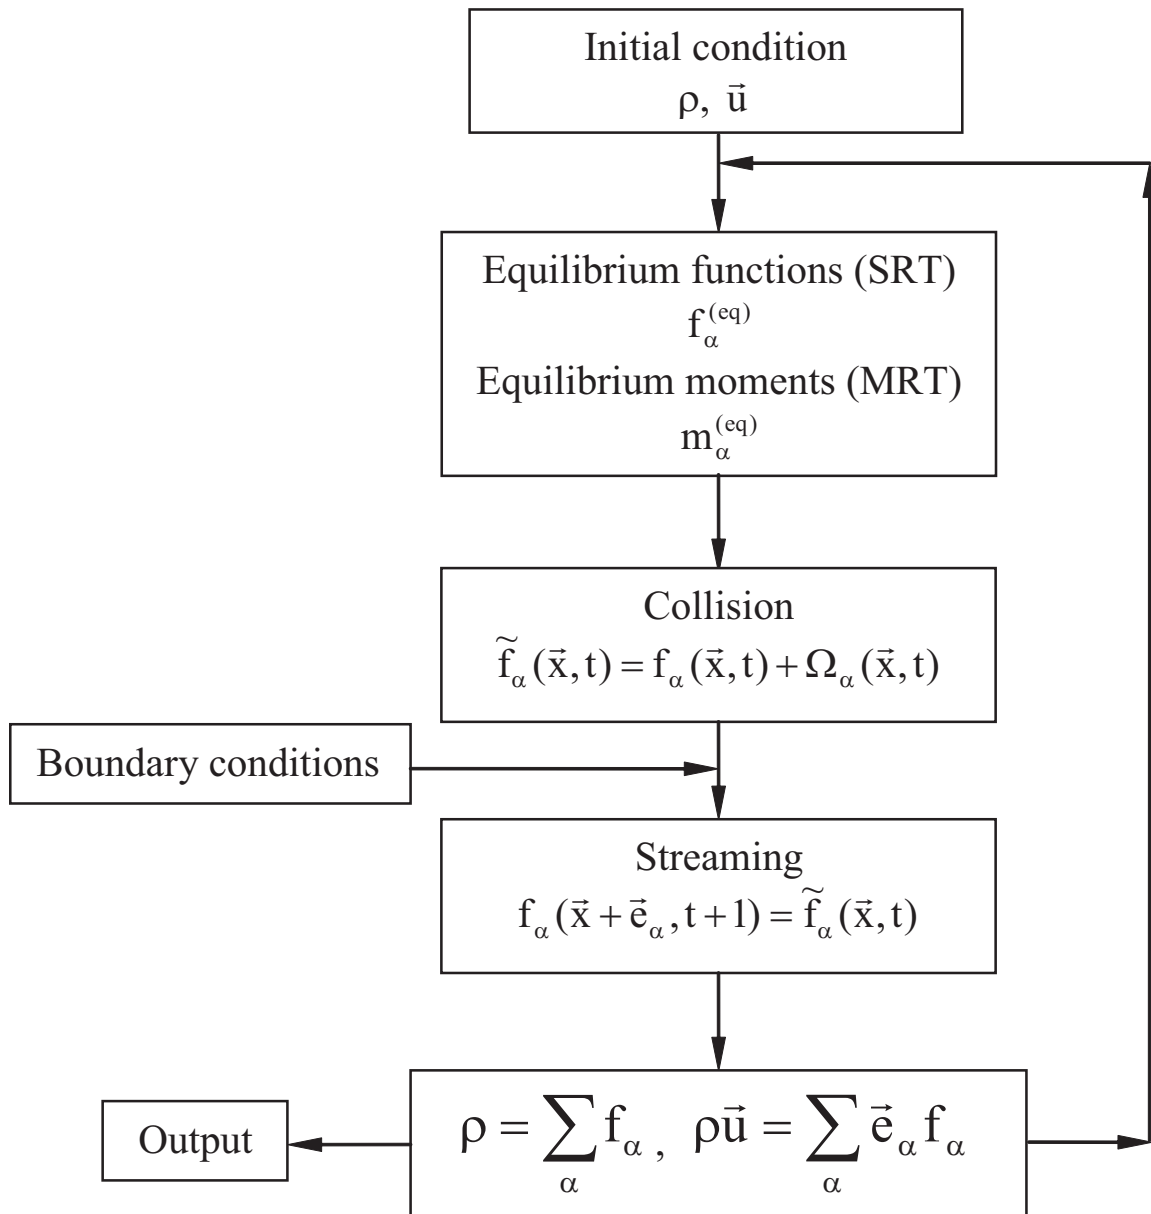 Initial condition
ρ, u⃗
Equilibrium functions (SRT)
f_α^(eq)
Equilibrium moments (MRT)
m_α^(eq)
Collision
f̃_α(x⃗,t) = f_α(x⃗,t) + Ω_α(x⃗,t)
Boundary conditions
Streaming
f_α(x⃗ + e⃗_α, t + 1) = f̃_α(x⃗,t)
ρ = ∑_α f_α, ρu⃗ = ∑_α e⃗_α f_α
Output